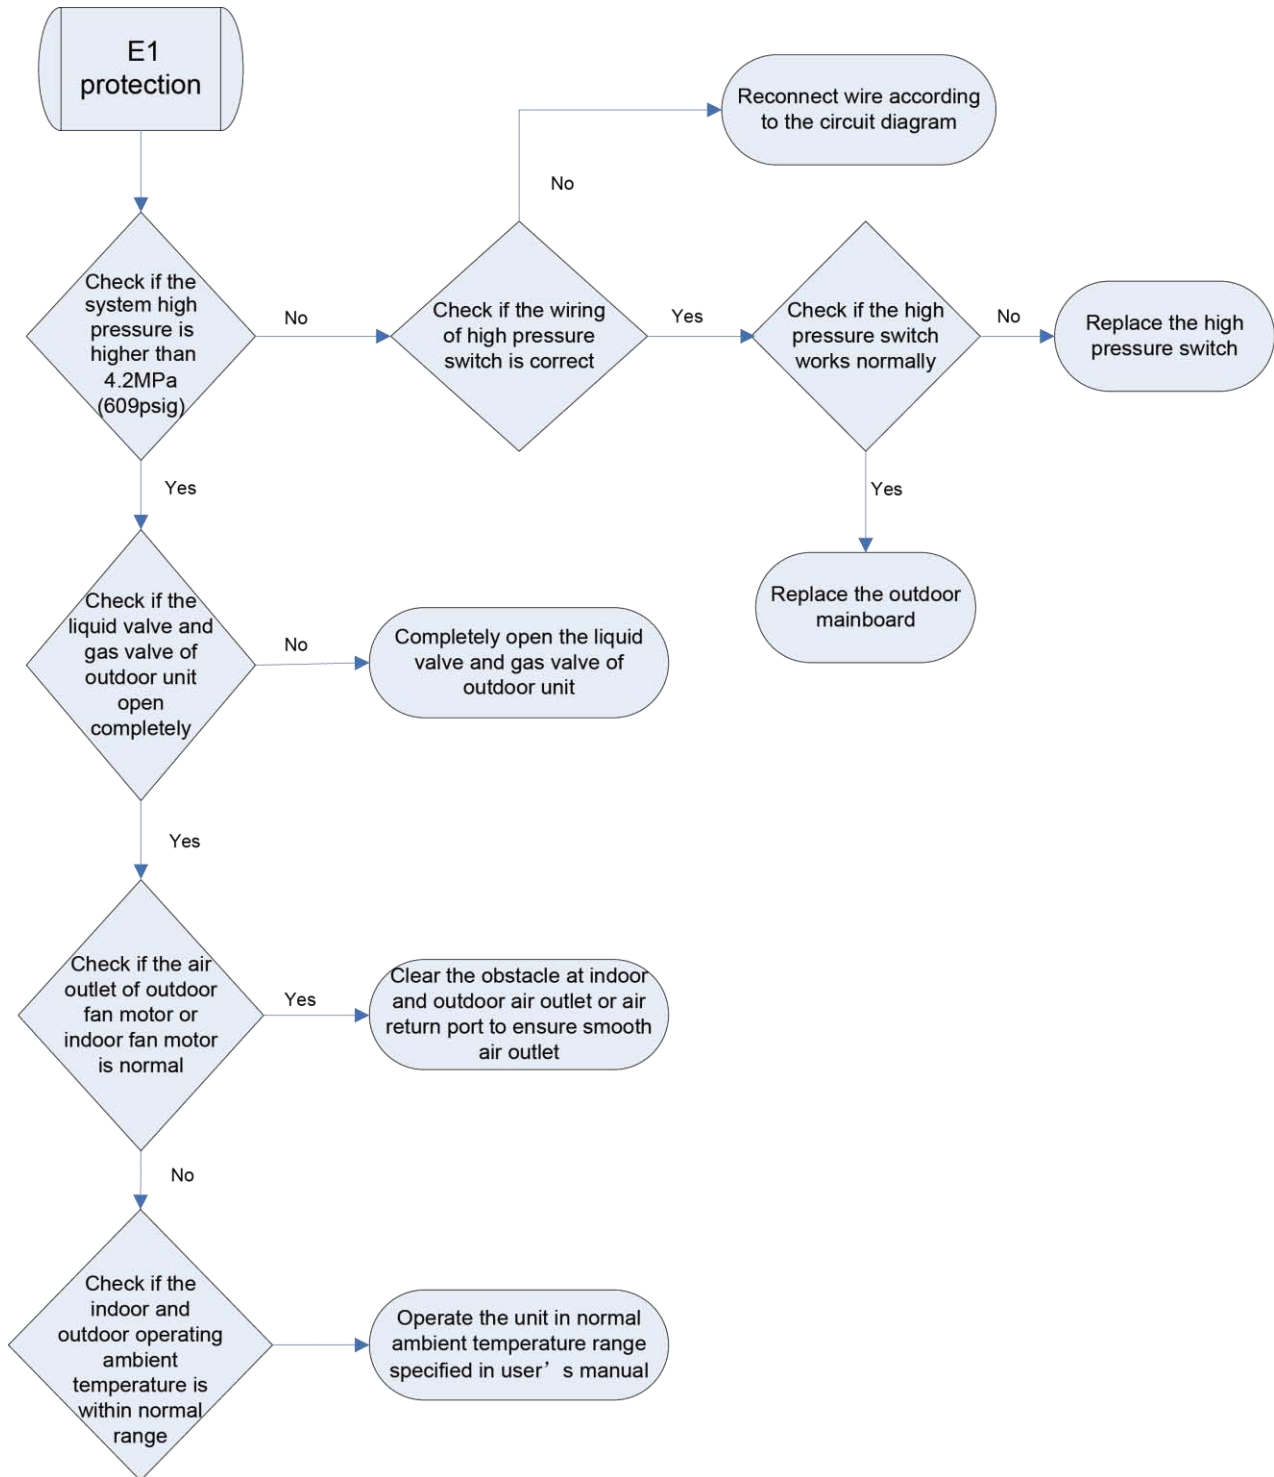 E1
protection
Reconnect wire according
to the circuit diagram
No
Check if the
system high
pressure is
higher than
4.2MPa
(609psig)
No
Check if the wiring
of high pressure
switch is correct
Yes
Check if the high
pressure switch
works normally
No
Replace the high
pressure switch
Yes
Yes
Replace the outdoor
mainboard
Check if the
liquid valve and
gas valve of
outdoor unit
open
completely
No
Completely open the liquid
valve and gas valve of
outdoor unit
Yes
Check if the air
outlet of outdoor
fan motor or
indoor fan motor
is normal
Yes
Clear the obstacle at indoor
and outdoor air outlet or air
return port to ensure smooth
air outlet
No
Check if the
indoor and
outdoor operating
ambient
temperature is
within normal
range
Operate the unit in normal
ambient temperature range
specified in user’s manual